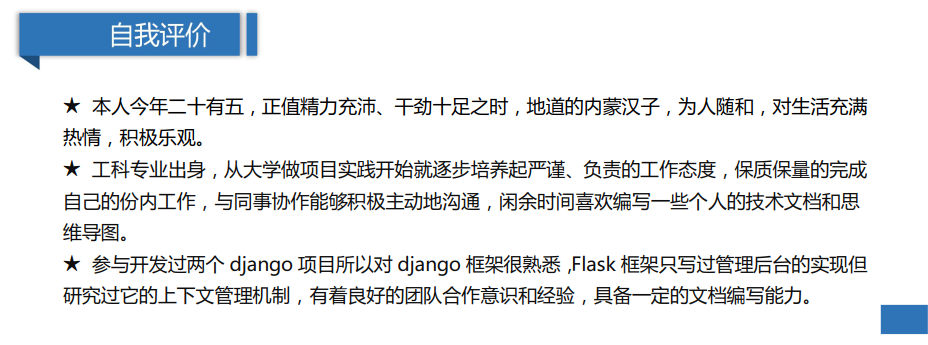 自我评价
★ 本人今年二十有五，正值精力充沛、干劲十足之时，地道的内蒙汉子，为人随和，对生活充满
热情，积极乐观。
★ 工科专业出身，从大学做项目实践开始就逐步培养起严谨、负责的工作态度，保质保量的完成
自己的份内工作，与同事协作能够积极主动地沟通，闲余时间喜欢编写一些个人的技术文档和思
维导图。
★ 参与开发过两个 django 项目所以对 django 框架很熟悉 ,Flask 框架只写过管理后台的实现但
研究过它的上下文管理机制，有着良好的团队合作意识和经验，具备一定的文档编写能力。